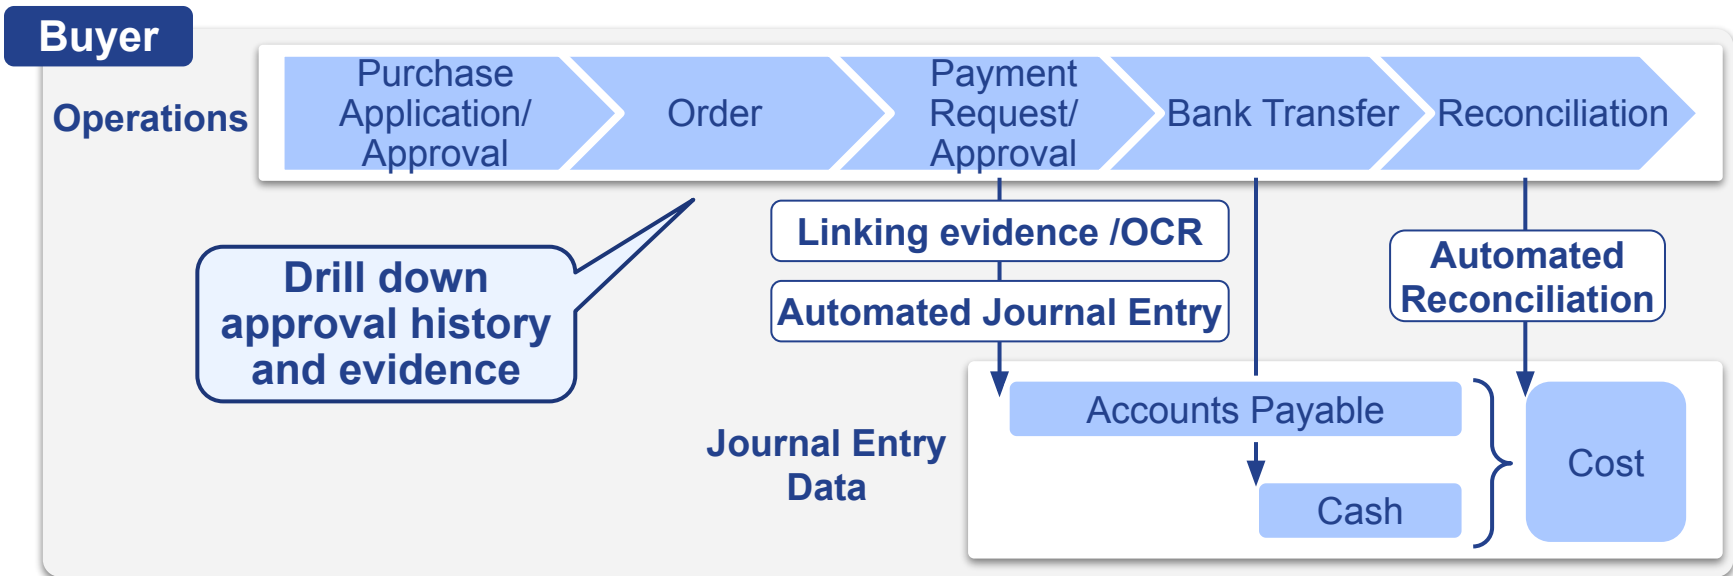 Buyer
Operations
Purchase
Application/
Approval
Order
Payment
Request/
Approval
Bank Transfer
Reconciliation
Linking evidence /OCR
Automated Journal Entry
Automated
Reconciliation
Drill down
approval history
and evidence
Journal Entry
Data
Accounts Payable
Cash
Cost